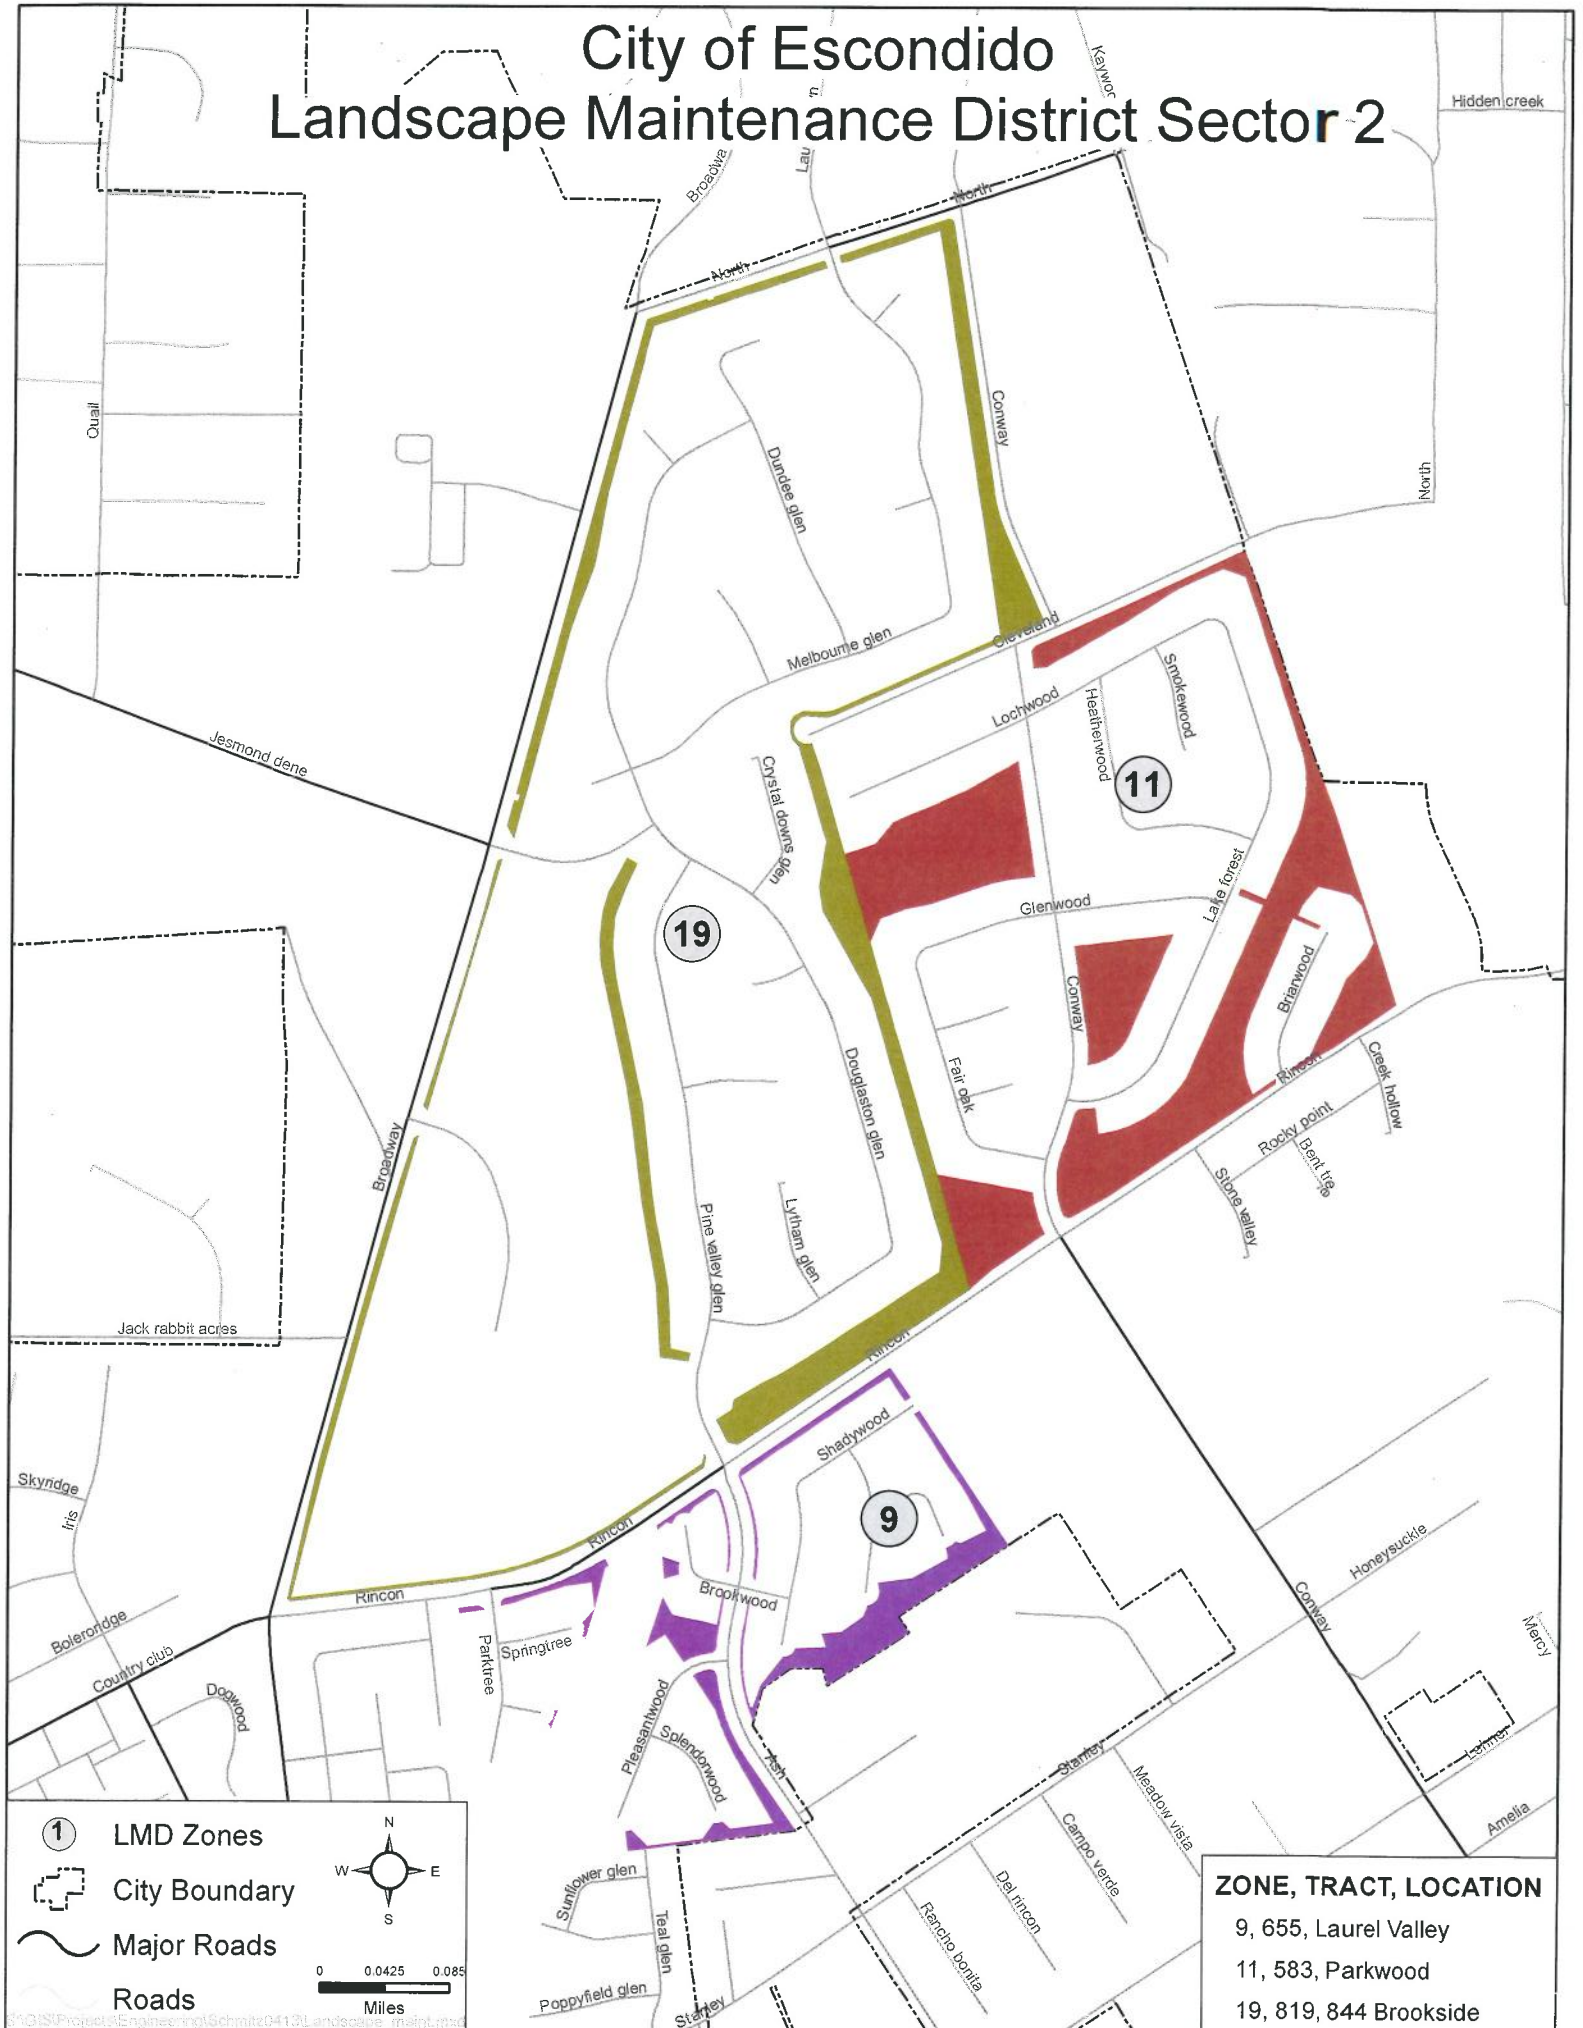 City of Escondido
Landscape Maintenance District Sector 2
Hidden creek
North
North
Quail
Conway
North
Dundee glen
Melbourne glen
Cleveland
Lochwood
Smokewood
Heatherwood
Jesmond dene
Crystal downs glen
11
Lake forest
Glenwood
19
Briarwood
Conway
Fair oak
Douglaston glen
Rincon
Creek hollow
Rocky point
Bent tre
Stone valley
Broadway
Pine valley glen
Lytham glen
Jack rabbit acres
Rincon
Shadywood
Skyridge
Iris
9
Rincon
Honeysuckle
Rincon
Brookwood
Conway
Boleroridge
Mercy
Springtree
Parktree
Country club
Dogwood
Pleasantwood
Splendorwood
Ash
Stanley
Lehner
Meadow vista
Amelia
Campo verde
Sunflower glen
Del rincon
Rancho bonita
Teal glen
Poppyfield glen
Stanley
1 LMD Zones
City Boundary
Major Roads
Roads
N
W E
S
0 0.0425 0.085
Miles
ZONE, TRACT, LOCATION
9, 655, Laurel Valley
11, 583, Parkwood
19, 819, 844 Brookside